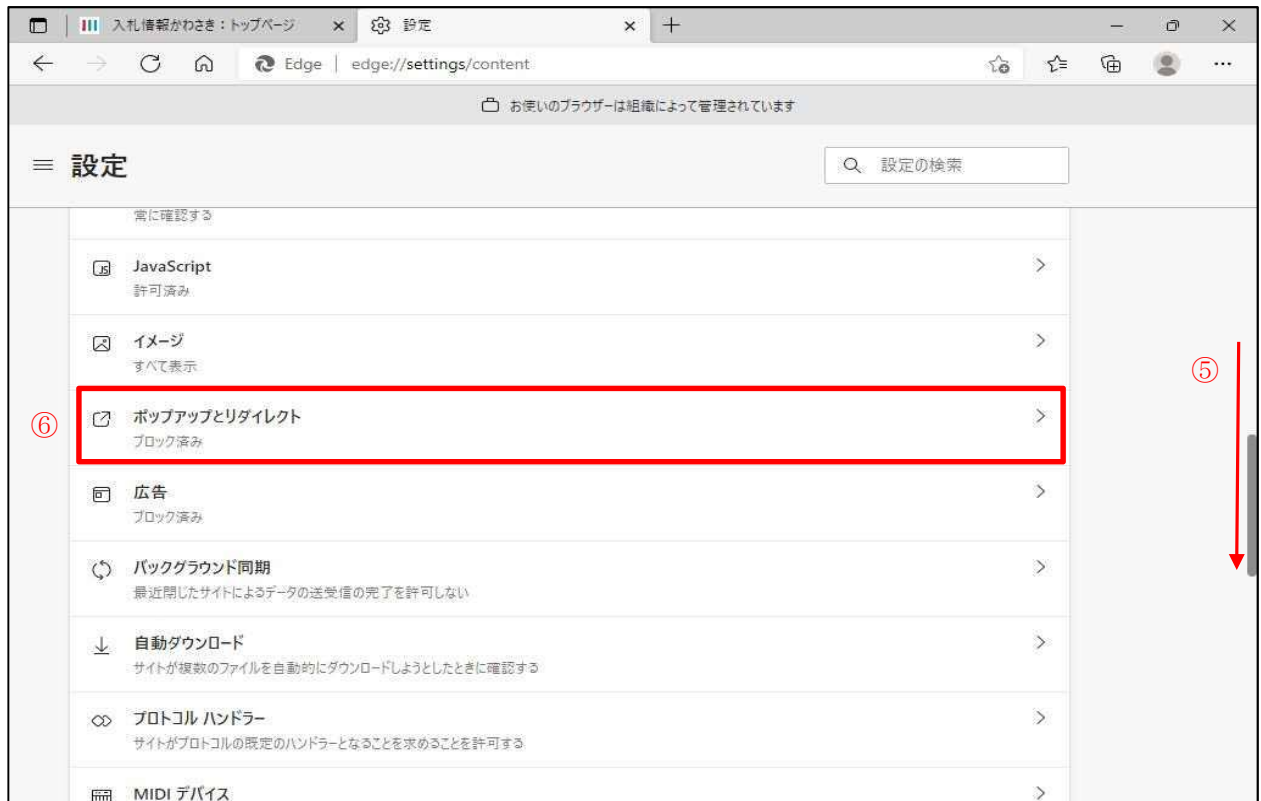 入札情報かわさき：トップページ
設定
Edge | edge://settings/content
お使いのブラウザーは組織によって管理されています
設定
設定の検索
常に確認する
JS JavaScript
許可済み
イメージ
すべて表示
⑤
⑥
ポップアップとリダイレクト
ブロック済み
広告
ブロック済み
バックグラウンド同期
最近閉じたサイトによるデータの送受信の完了を許可しない
自動ダウンロード
サイトが複数のファイルを自動的にダウンロードしようとしたときに確認する
プロトコル ハンドラー
サイトがプロトコルの既定のハンドラーとなることを求めることを許可する
MIDI デバイス